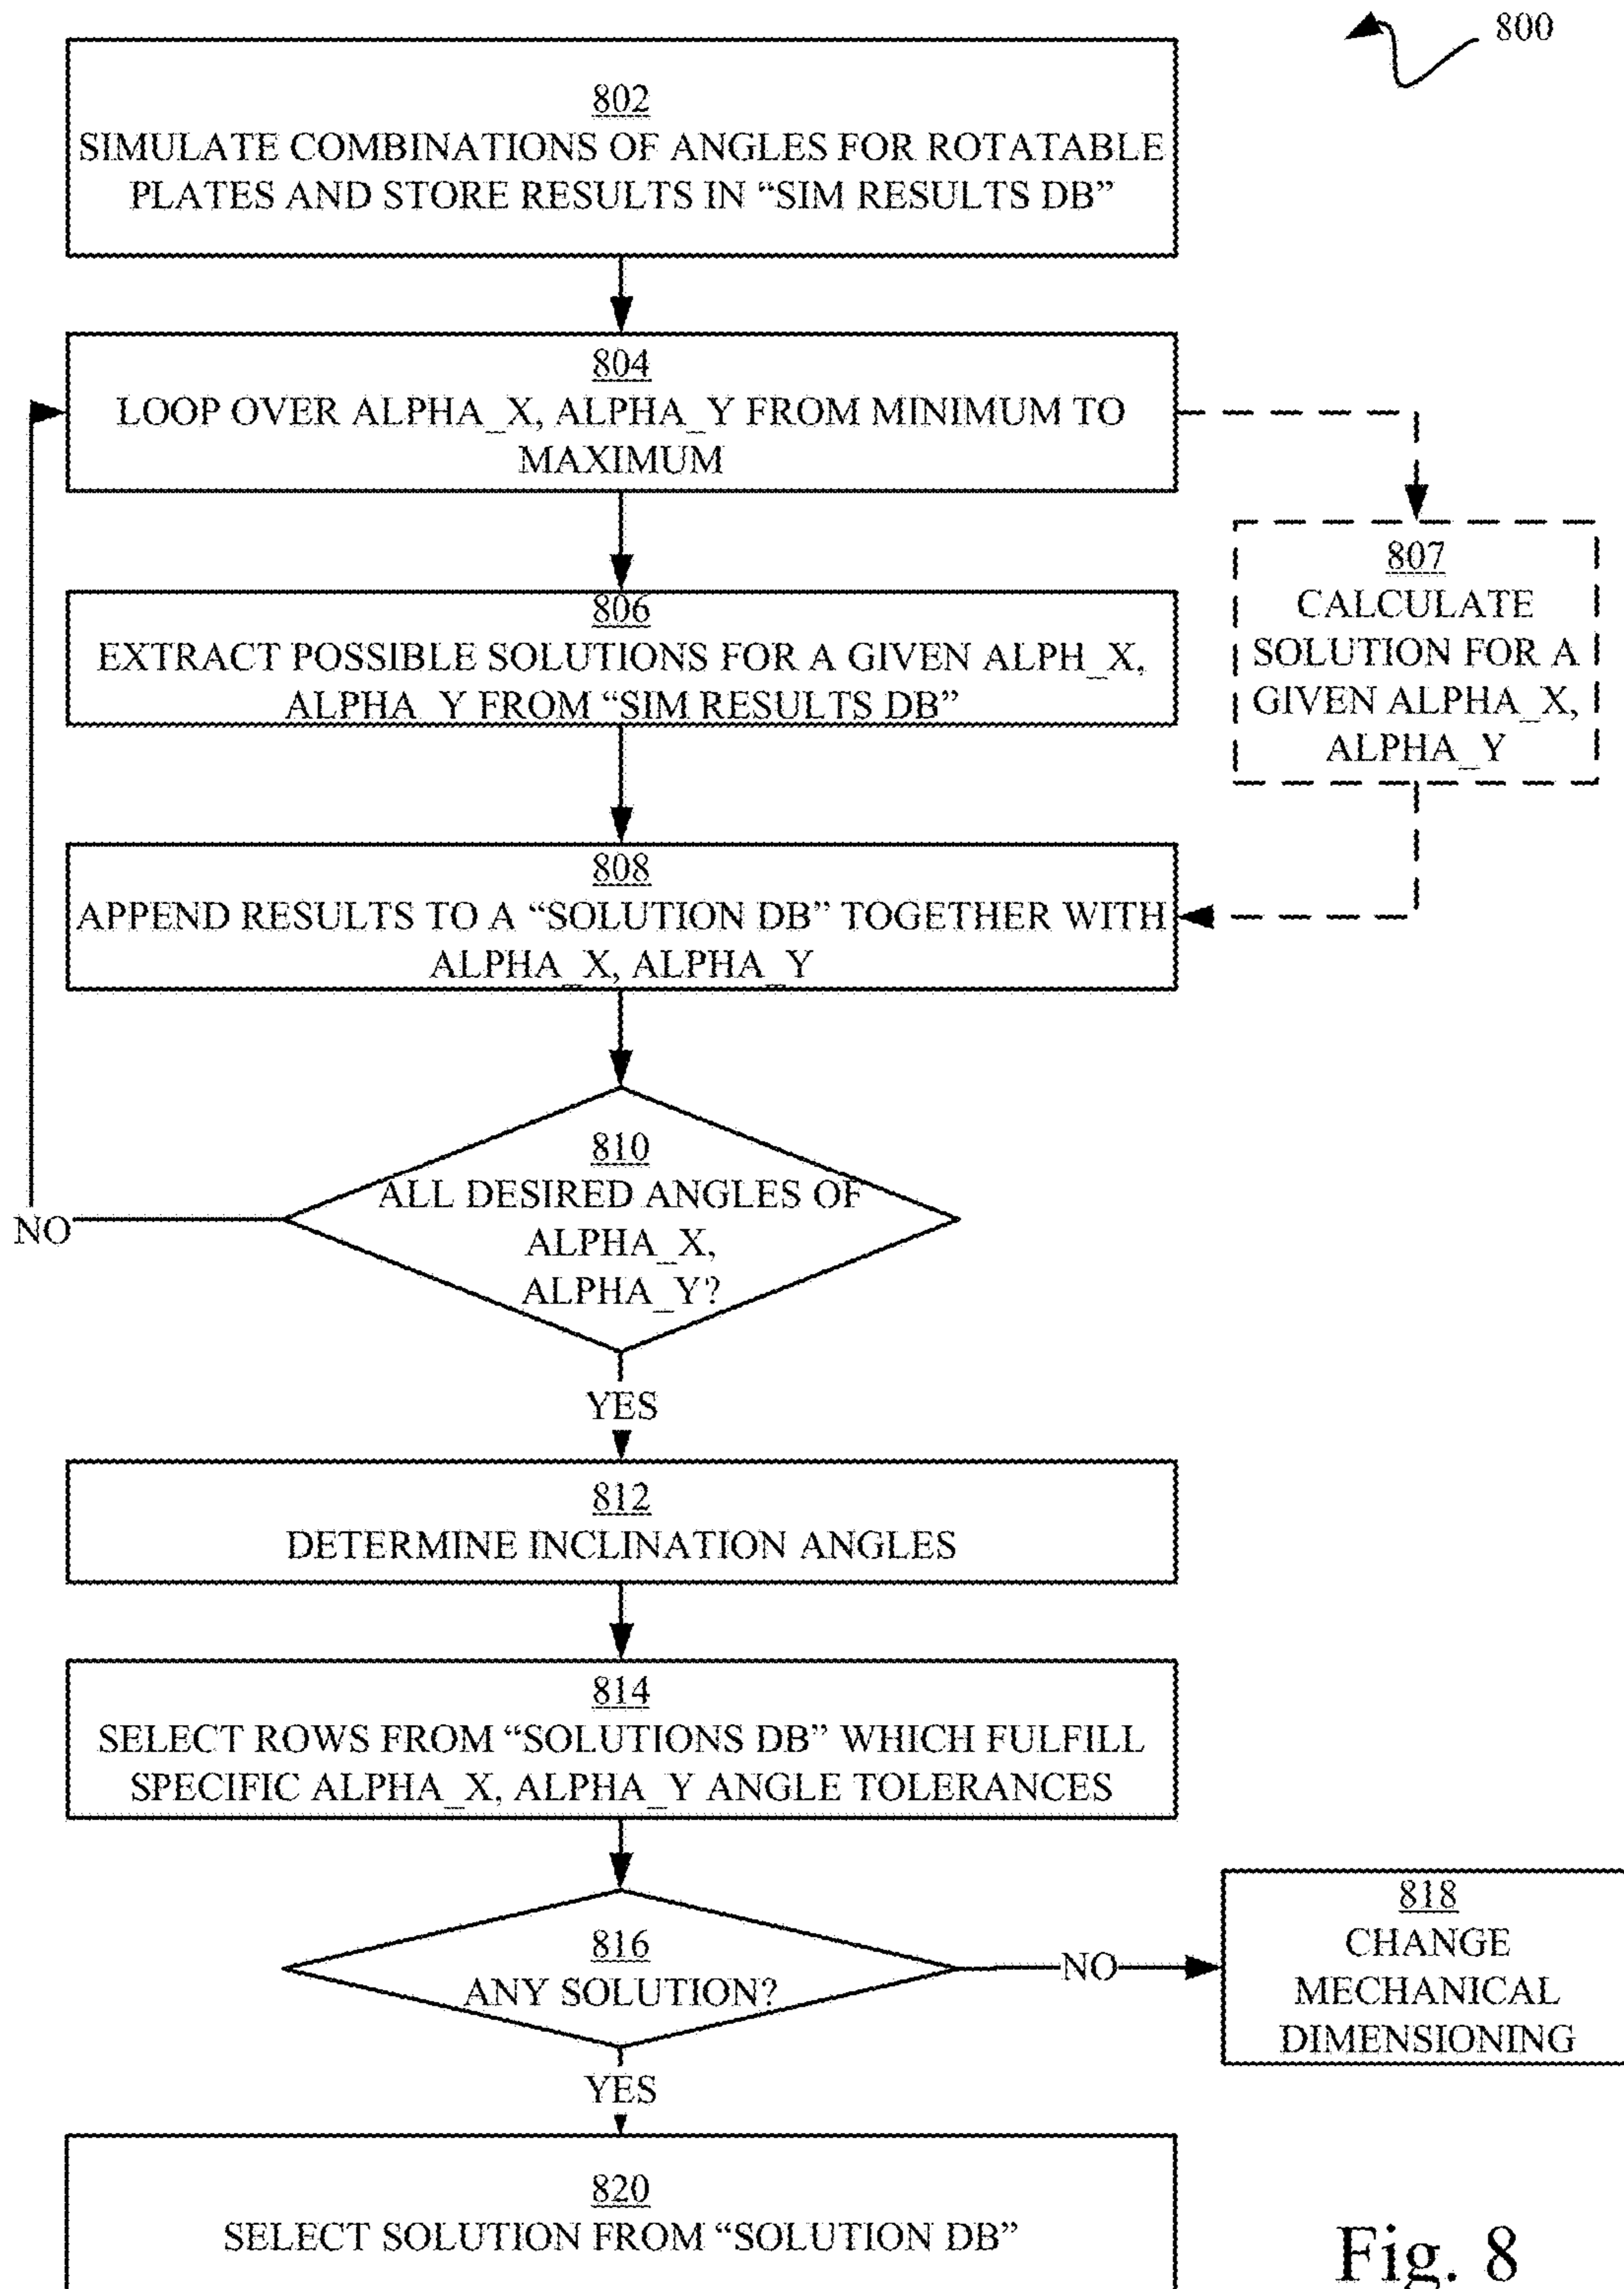 800
802
SIMULATE COMBINATIONS OF ANGLES FOR ROTATABLE
PLATES AND STORE RESULTS IN “SIM RESULTS DB”
804
LOOP OVER ALPHA_X, ALPHA_Y FROM MINIMUM TO
MAXIMUM
806
EXTRACT POSSIBLE SOLUTIONS FOR A GIVEN ALPH_X,
ALPHA_Y FROM “SIM RESULTS DB”
807
CALCULATE
SOLUTION FOR A
GIVEN ALPHA_X,
ALPHA_Y
808
APPEND RESULTS TO A “SOLUTION DB” TOGETHER WITH
ALPHA_X, ALPHA_Y
810
ALL DESIRED ANGLES OF
ALPHA_X,
ALPHA_Y?
NO
YES
812
DETERMINE INCLINATION ANGLES
814
SELECT ROWS FROM “SOLUTIONS DB” WHICH FULFILL
SPECIFIC ALPHA_X, ALPHA_Y ANGLE TOLERANCES
816
ANY SOLUTION?
NO
818
CHANGE
MECHANICAL
DIMENSIONING
YES
820
SELECT SOLUTION FROM “SOLUTION DB”
Fig. 8